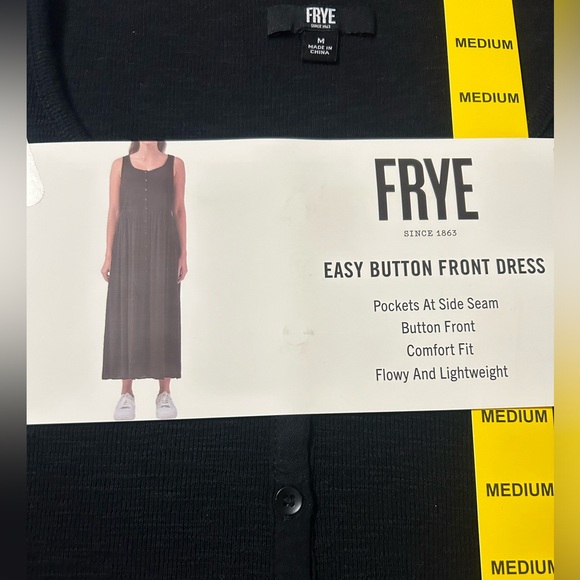 FRYE
SINCE 1863
M
MADE IN
CHINA
MEDIUM
MEDIUM
FRYE
SINCE 1863
EASY BUTTON FRONT DRESS
Pockets At Side Seam
Button Front
Comfort Fit
Flowy And Lightweight
MEDIUM
MEDIUM
MEDIUM